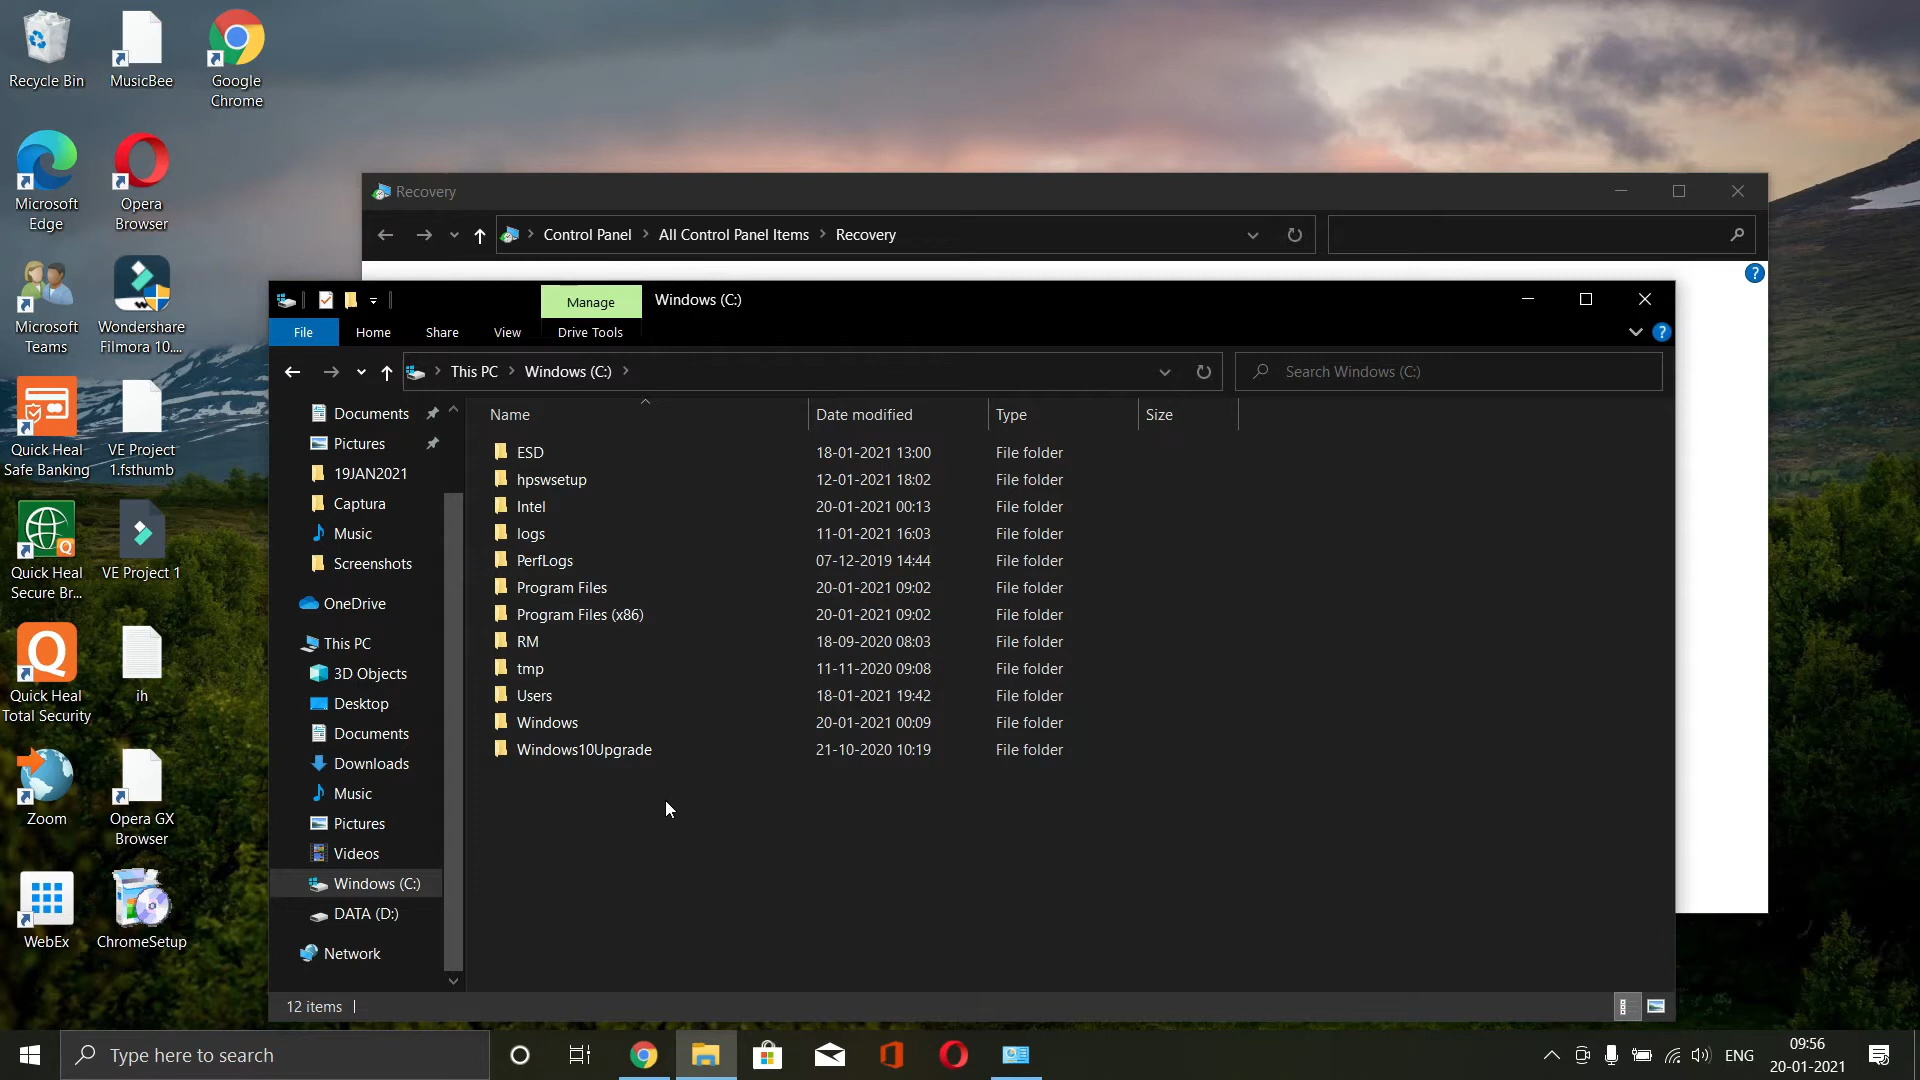 Recycle Bin
MusicBee
Google
Chrome
Microsoft
Edge
Opera
Browser
Microsoft
Teams
Wondershare
Filmora 10....
Quick Heal
Safe Banking
VE Project
1.fsthumb
Quick Heal
Secure Br...
VE Project 1
Quick Heal
Total Security
ih
Zoom
Opera GX
Browser
WebEx
ChromeSetup
Recovery
Control Panel > All Control Panel Items > Recovery
Manage
Windows (C:)
File Home Share View Drive Tools
This PC > Windows (C:) >
Search Windows (C:)
Documents
Pictures
19JAN2021
Captura
Music
Screenshots
OneDrive
This PC
3D Objects
Desktop
Documents
Downloads
Music
Pictures
Videos
Windows (C:)
DATA (D:)
Network
Name Date modified Type Size
ESD 18-01-2021 13:00 File folder
hpswsetup 12-01-2021 18:02 File folder
Intel 20-01-2021 00:13 File folder
logs 11-01-2021 16:03 File folder
PerfLogs 07-12-2019 14:44 File folder
Program Files 20-01-2021 09:02 File folder
Program Files (x86) 20-01-2021 09:02 File folder
RM 18-09-2020 08:03 File folder
tmp 11-11-2020 09:08 File folder
Users 18-01-2021 19:42 File folder
Windows 20-01-2021 00:09 File folder
Windows10Upgrade 21-10-2020 10:19 File folder
12 items
Type here to search
ENG
09:56
20-01-2021